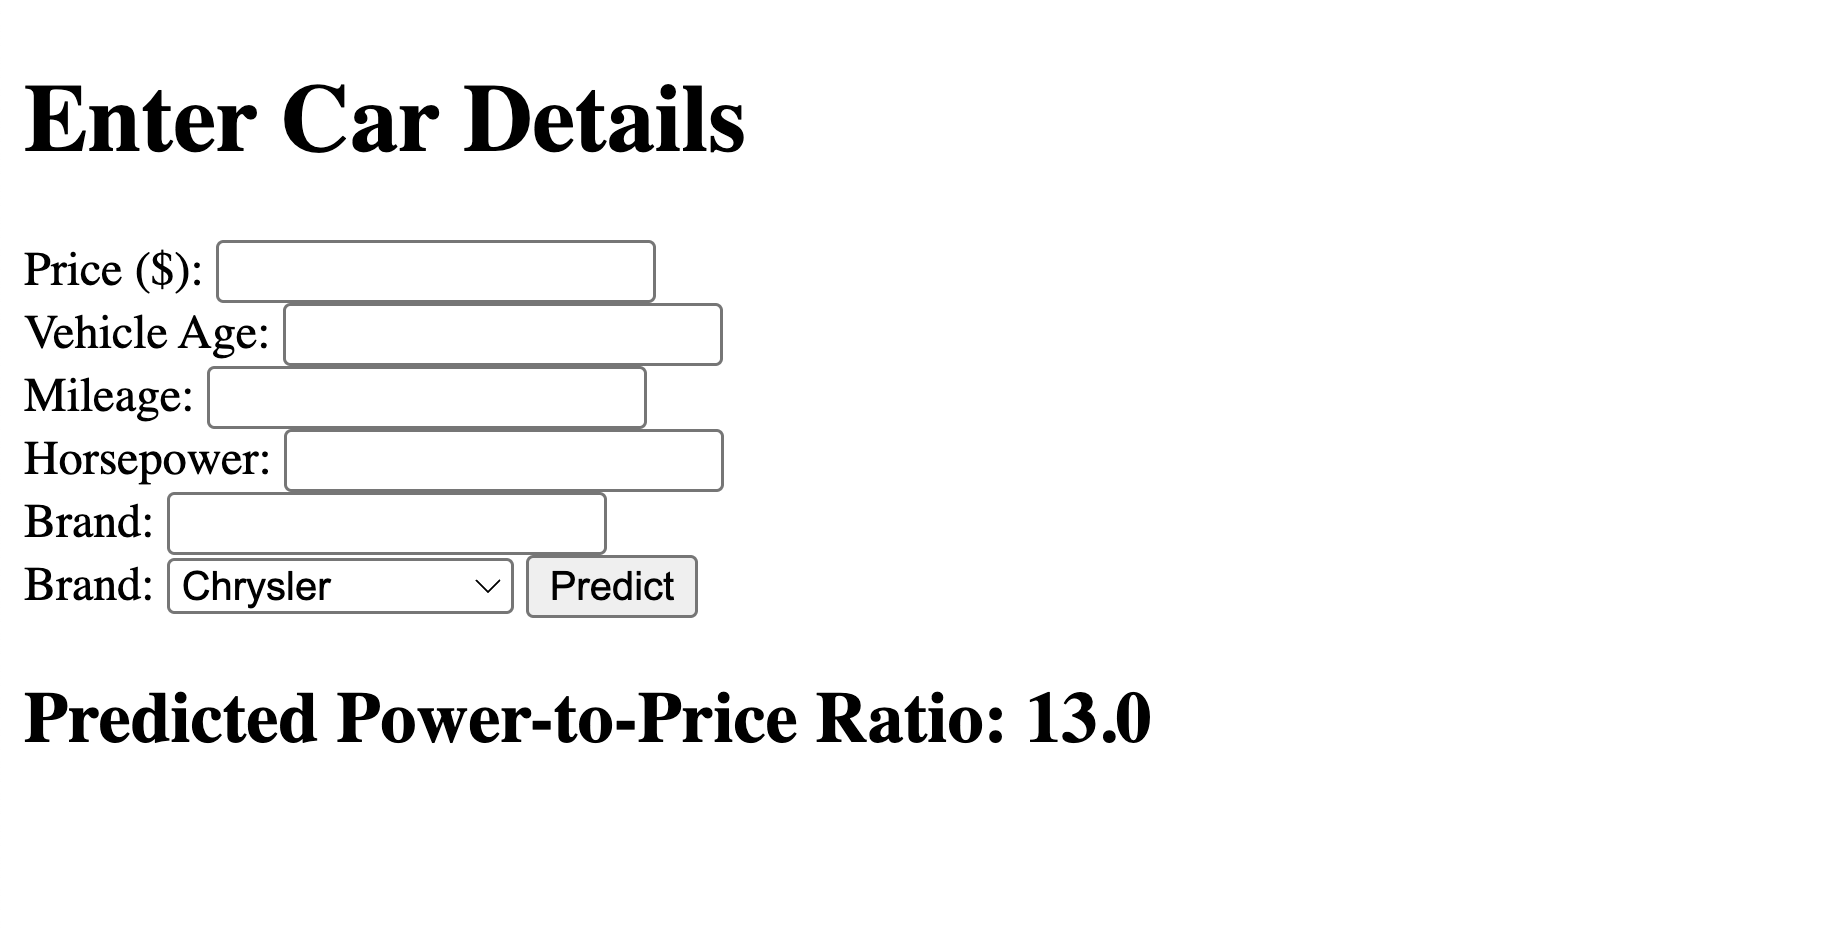 Enter Car Details
Price ($):
Vehicle Age:
Mileage:
Horsepower:
Brand:
Brand: Chrysler Predict
Predicted Power-to-Price Ratio: 13.0